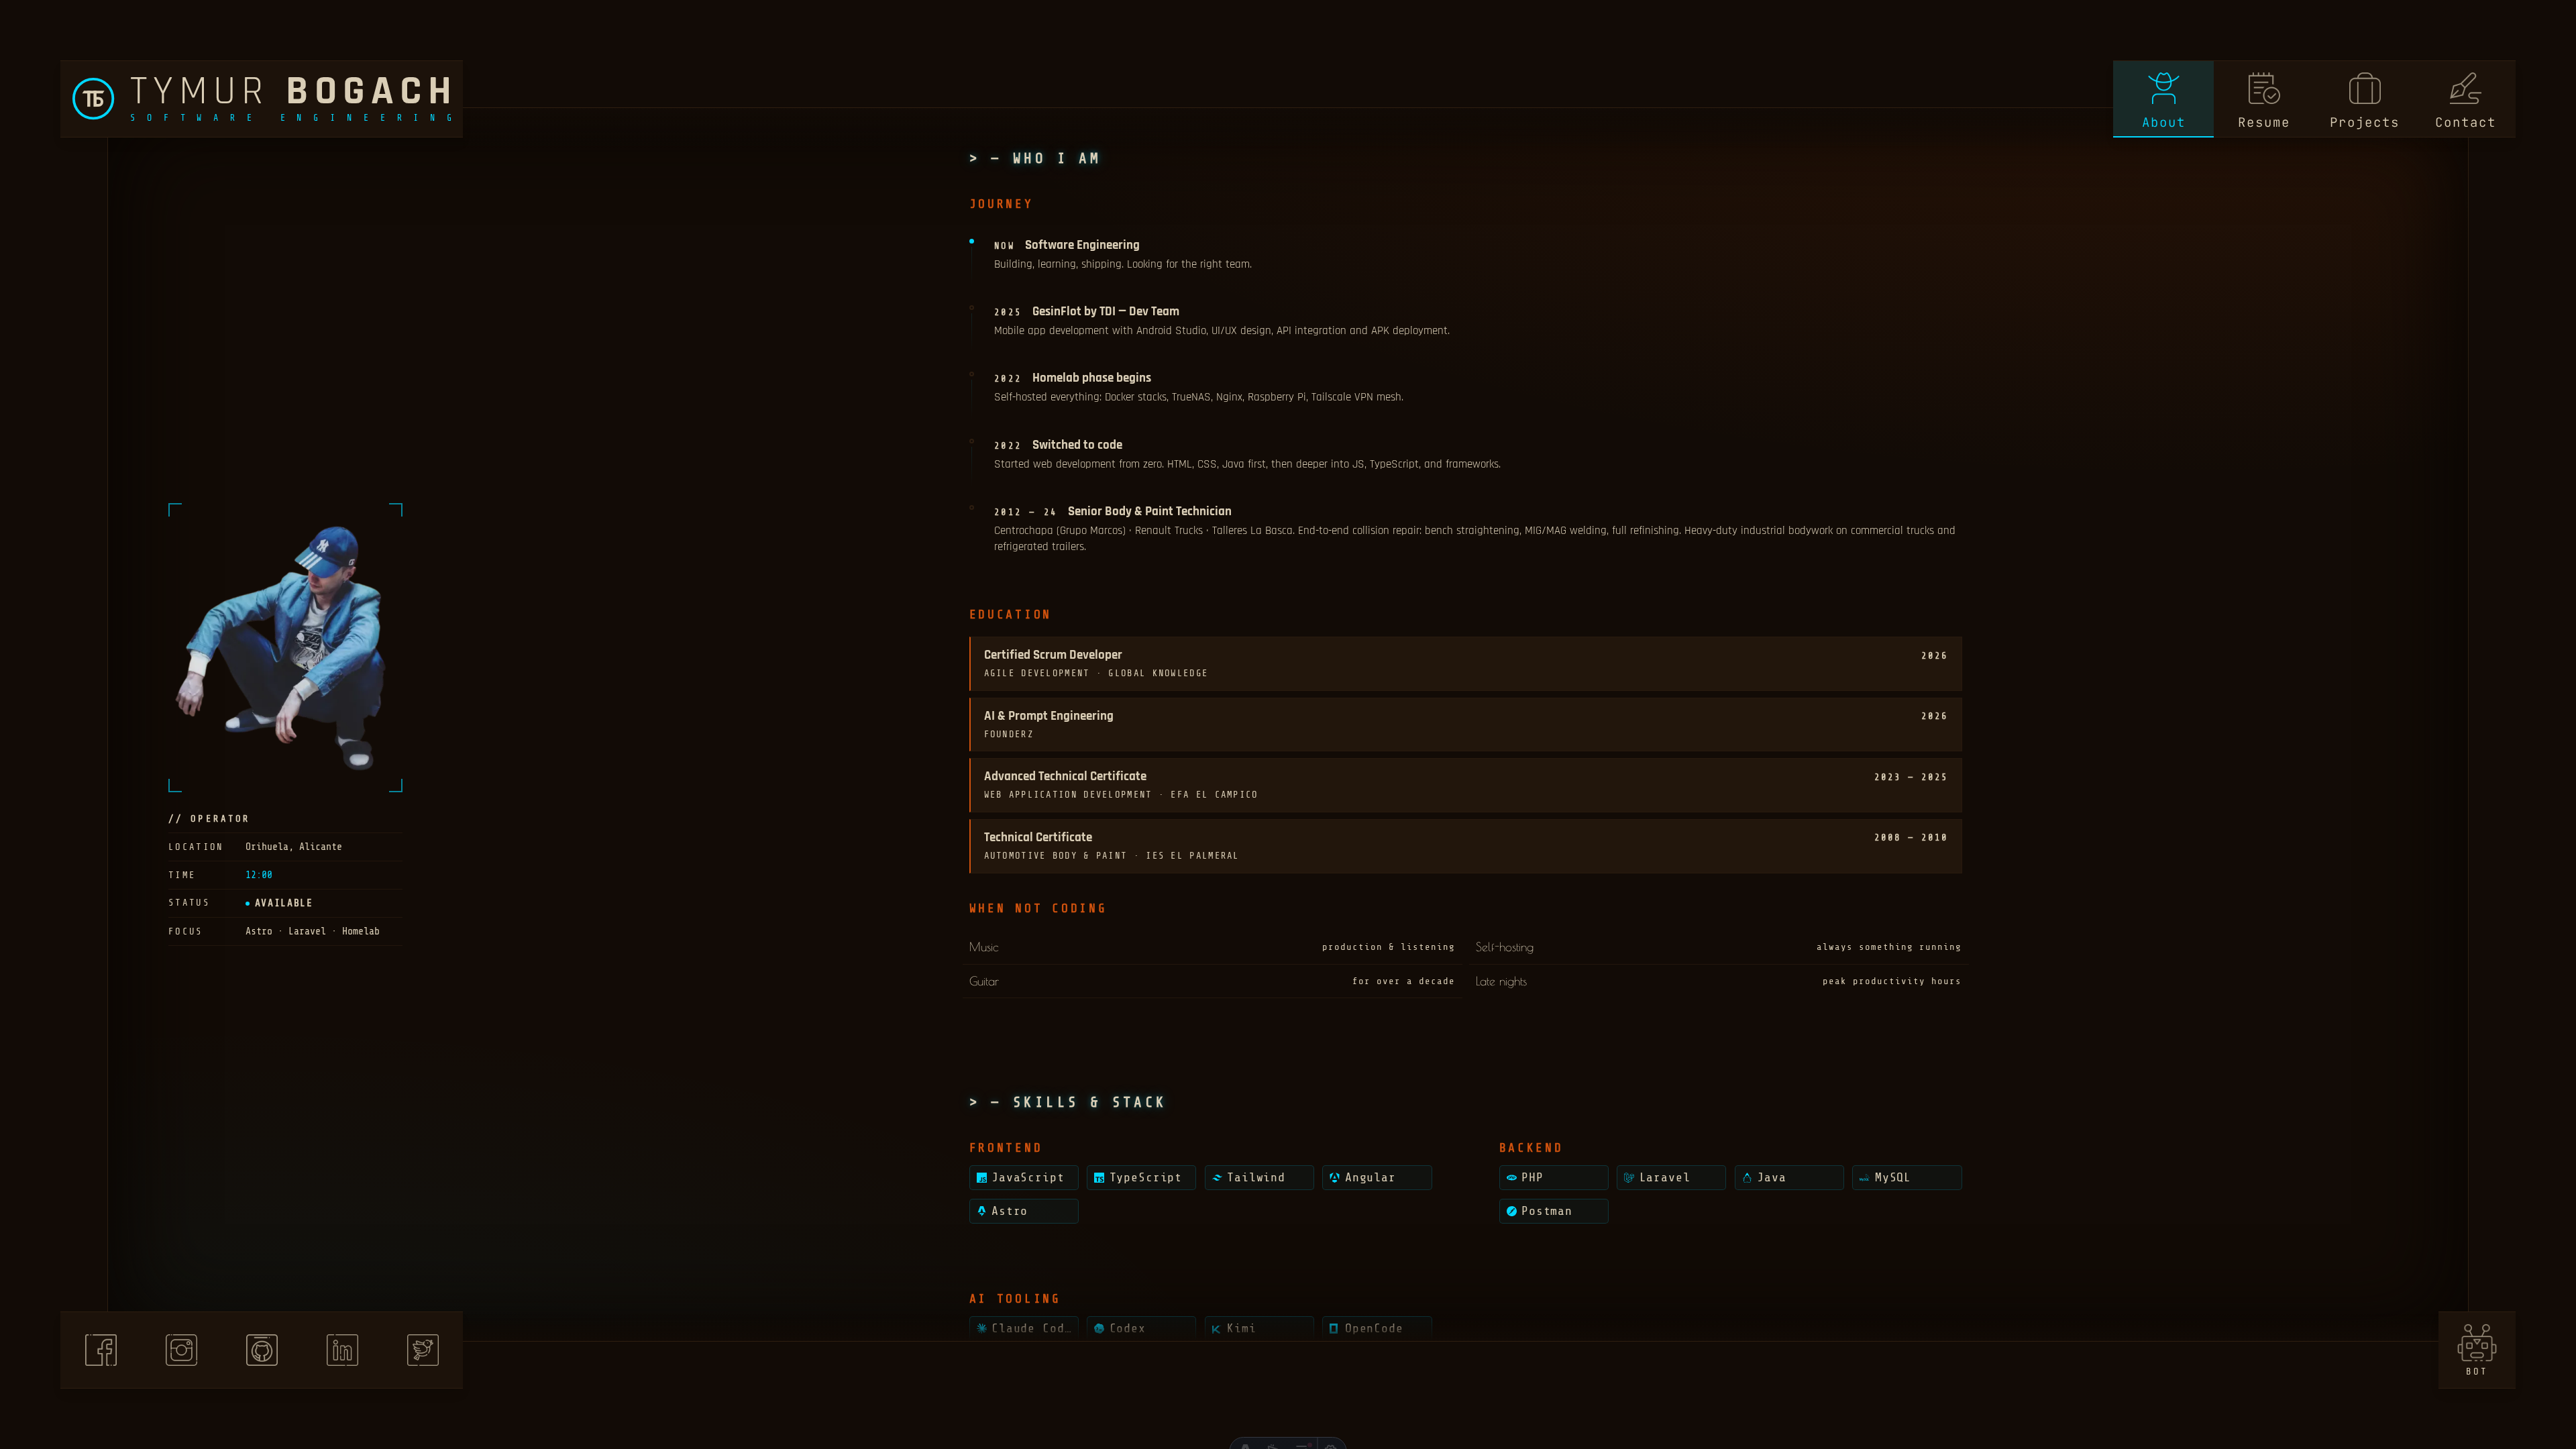 TYMUR BOGACH
SOFTWARE ENGINEERING
About
Resume
Projects
Contact
> — WHO I AM
JOURNEY
NOW Software Engineering
Building, learning, shipping. Looking for the right team.
2025 GesinFlot by TDI — Dev Team
Mobile app development with Android Studio, UI/UX design, API integration and APK deployment.
2022 Homelab phase begins
Self-hosted everything: Docker stacks, TrueNAS, Nginx, Raspberry Pi, Tailscale VPN mesh.
2022 Switched to code
Started web development from zero. HTML, CSS, Java first, then deeper into JS, TypeScript, and frameworks.
2012 — 24 Senior Body & Paint Technician
Centrochapa (Grupo Marcos) · Renault Trucks · Talleres La Basca. End-to-end collision repair: bench straightening, MIG/MAG welding, full refinishing. Heavy-duty industrial bodywork on commercial trucks and
refrigerated trailers.
// OPERATOR
LOCATION Orihuela, Alicante
TIME 12:00
STATUS AVAILABLE
FOCUS Astro · Laravel · Homelab
EDUCATION
Certified Scrum Developer 2026
AGILE DEVELOPMENT · GLOBAL KNOWLEDGE
AI & Prompt Engineering 2026
FOUNDERZ
Advanced Technical Certificate 2023 — 2025
WEB APPLICATION DEVELOPMENT · EFA EL CAMPICO
Technical Certificate 2008 — 2010
AUTOMOTIVE BODY & PAINT · IES EL PALMERAL
WHEN NOT CODING
Music production & listening
Self-hosting always something running
Guitar for over a decade
Late nights peak productivity hours
> — SKILLS & STACK
FRONTEND
JavaScript TypeScript Tailwind Angular
Astro
BACKEND
PHP Laravel Java MySQL
Postman
AI TOOLING
Claude Cod… Codex Kimi OpenCode
BOT